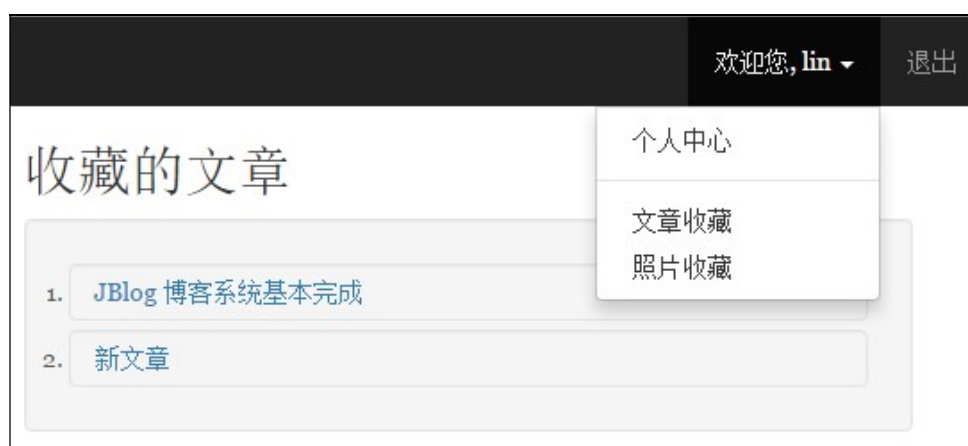 欢迎您, lin 退出
个人中心
收藏的文章
文章收藏
照片收藏
1. JBlog 博客系统基本完成
2. 新文章